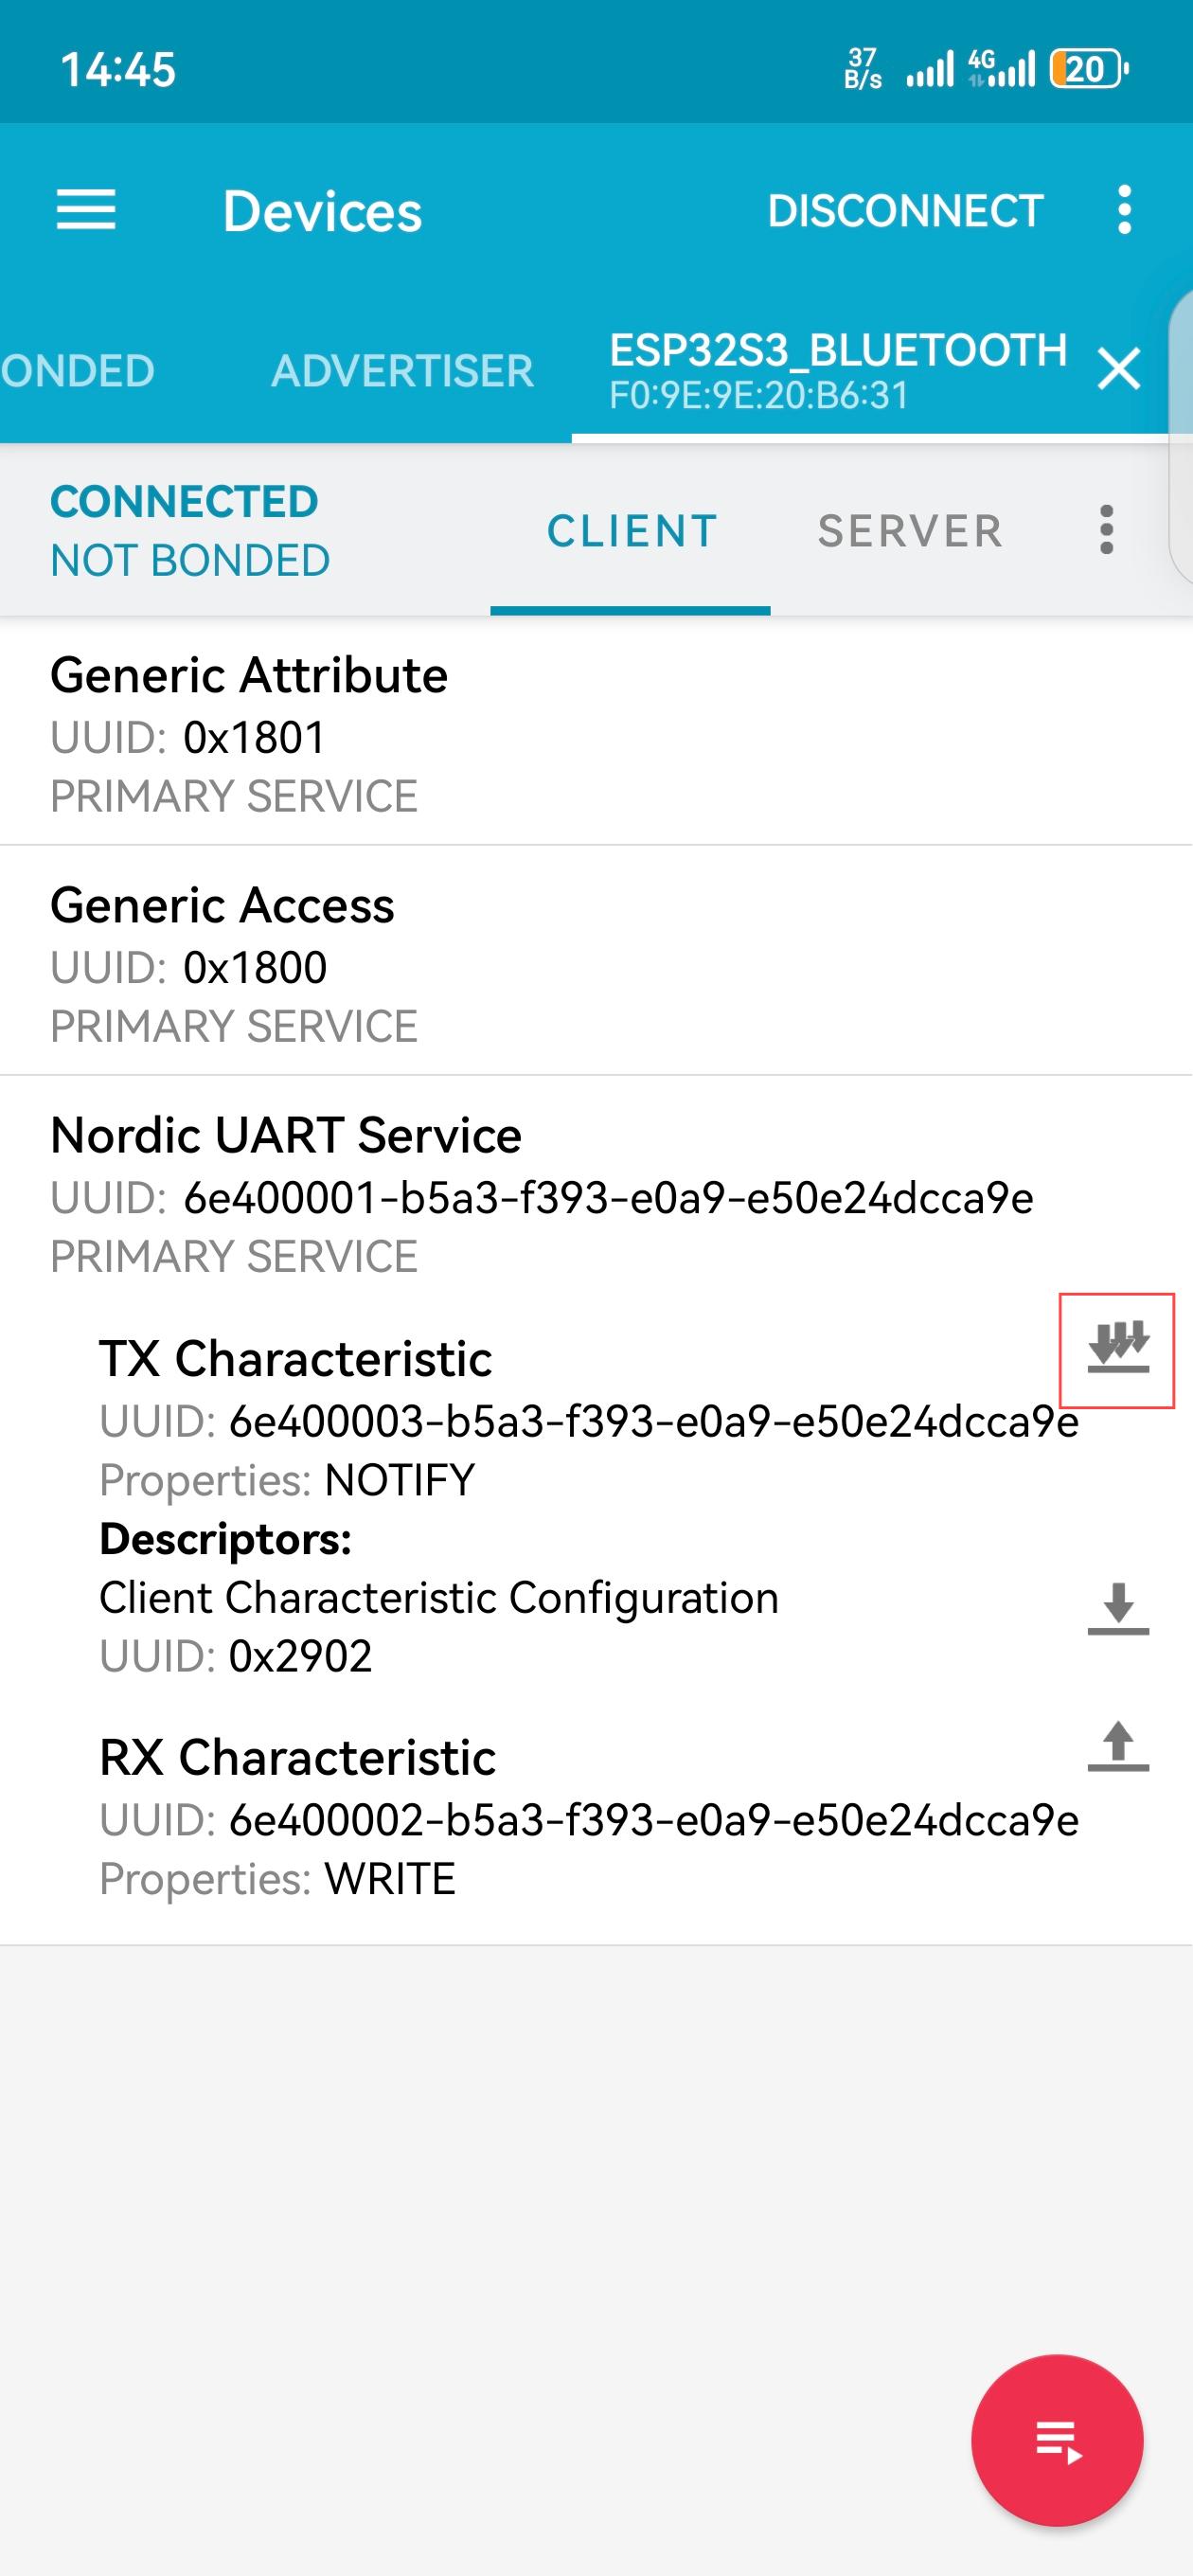 14:45
37 B/s
4G
20
Devices
DISCONNECT
ONDED
ADVERTISER
ESP32S3_BLUETOOTH
F0:9E:9E:20:B6:31
CONNECTED
NOT BONDED
CLIENT
SERVER
Generic Attribute
UUID: 0x1801
PRIMARY SERVICE
Generic Access
UUID: 0x1800
PRIMARY SERVICE
Nordic UART Service
UUID: 6e400001-b5a3-f393-e0a9-e50e24dcca9e
PRIMARY SERVICE
TX Characteristic
UUID: 6e400003-b5a3-f393-e0a9-e50e24dcca9e
Properties: NOTIFY
Descriptors:
Client Characteristic Configuration
UUID: 0x2902
RX Characteristic
UUID: 6e400002-b5a3-f393-e0a9-e50e24dcca9e
Properties: WRITE